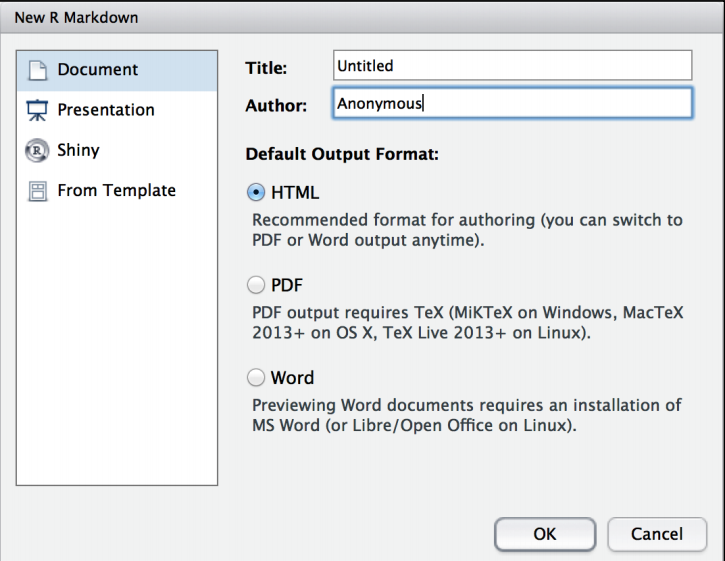 New R Markdown
Document
Presentation
Shiny
From Template
Title: Untitled
Author: Anonymous
Default Output Format:
HTML
Recommended format for authoring (you can switch to
PDF or Word output anytime).
PDF
PDF output requires TeX (MiKTeX on Windows, MacTeX
2013+ on OS X, TeX Live 2013+ on Linux).
Word
Previewing Word documents requires an installation of
MS Word (or Libre/Open Office on Linux).
OK
Cancel